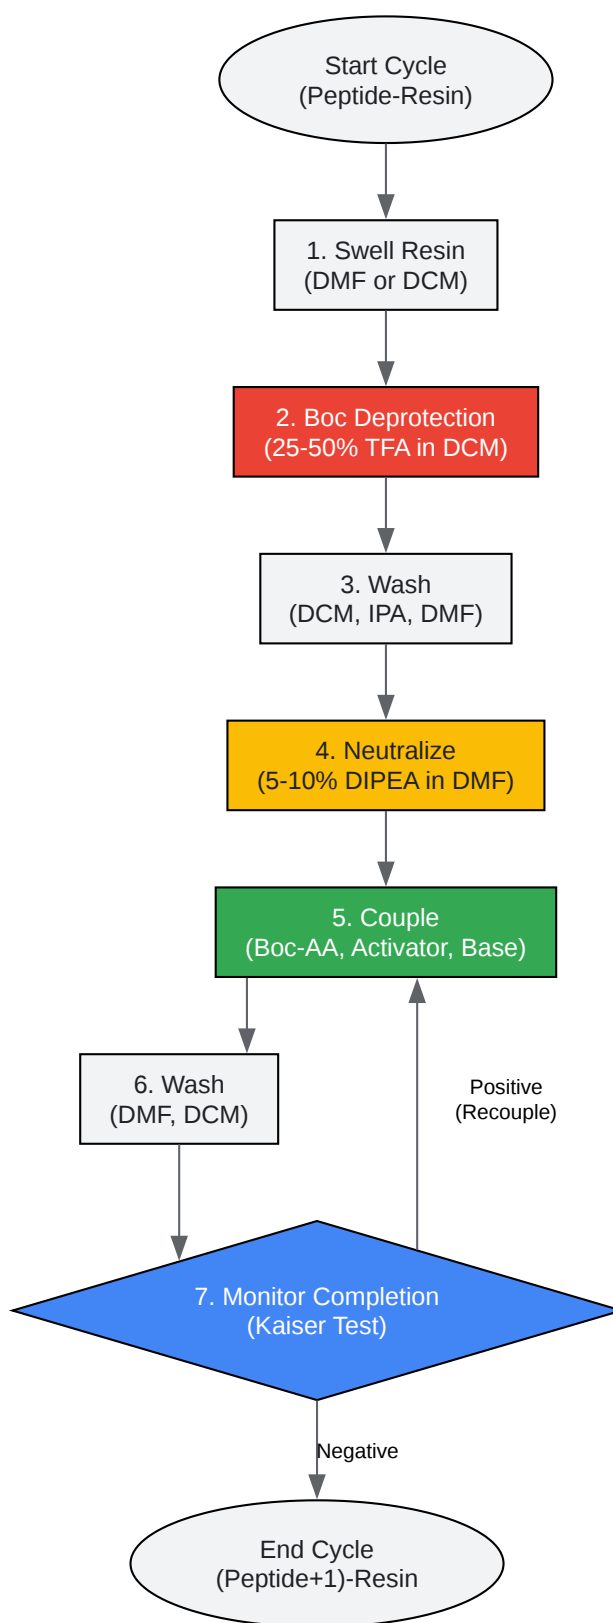 Start Cycle
(Peptide-Resin)
1. Swell Resin
(DMF or DCM)
2. Boc Deprotection
(25-50% TFA in DCM)
3. Wash
(DCM, IPA, DMF)
4. Neutralize
(5-10% DIPEA in DMF)
5. Couple
(Boc-AA, Activator, Base)
6. Wash
(DMF, DCM)
Positive
(Recouple)
7. Monitor Completion
(Kaiser Test)
Negative
End Cycle
(Peptide+1)-Resin